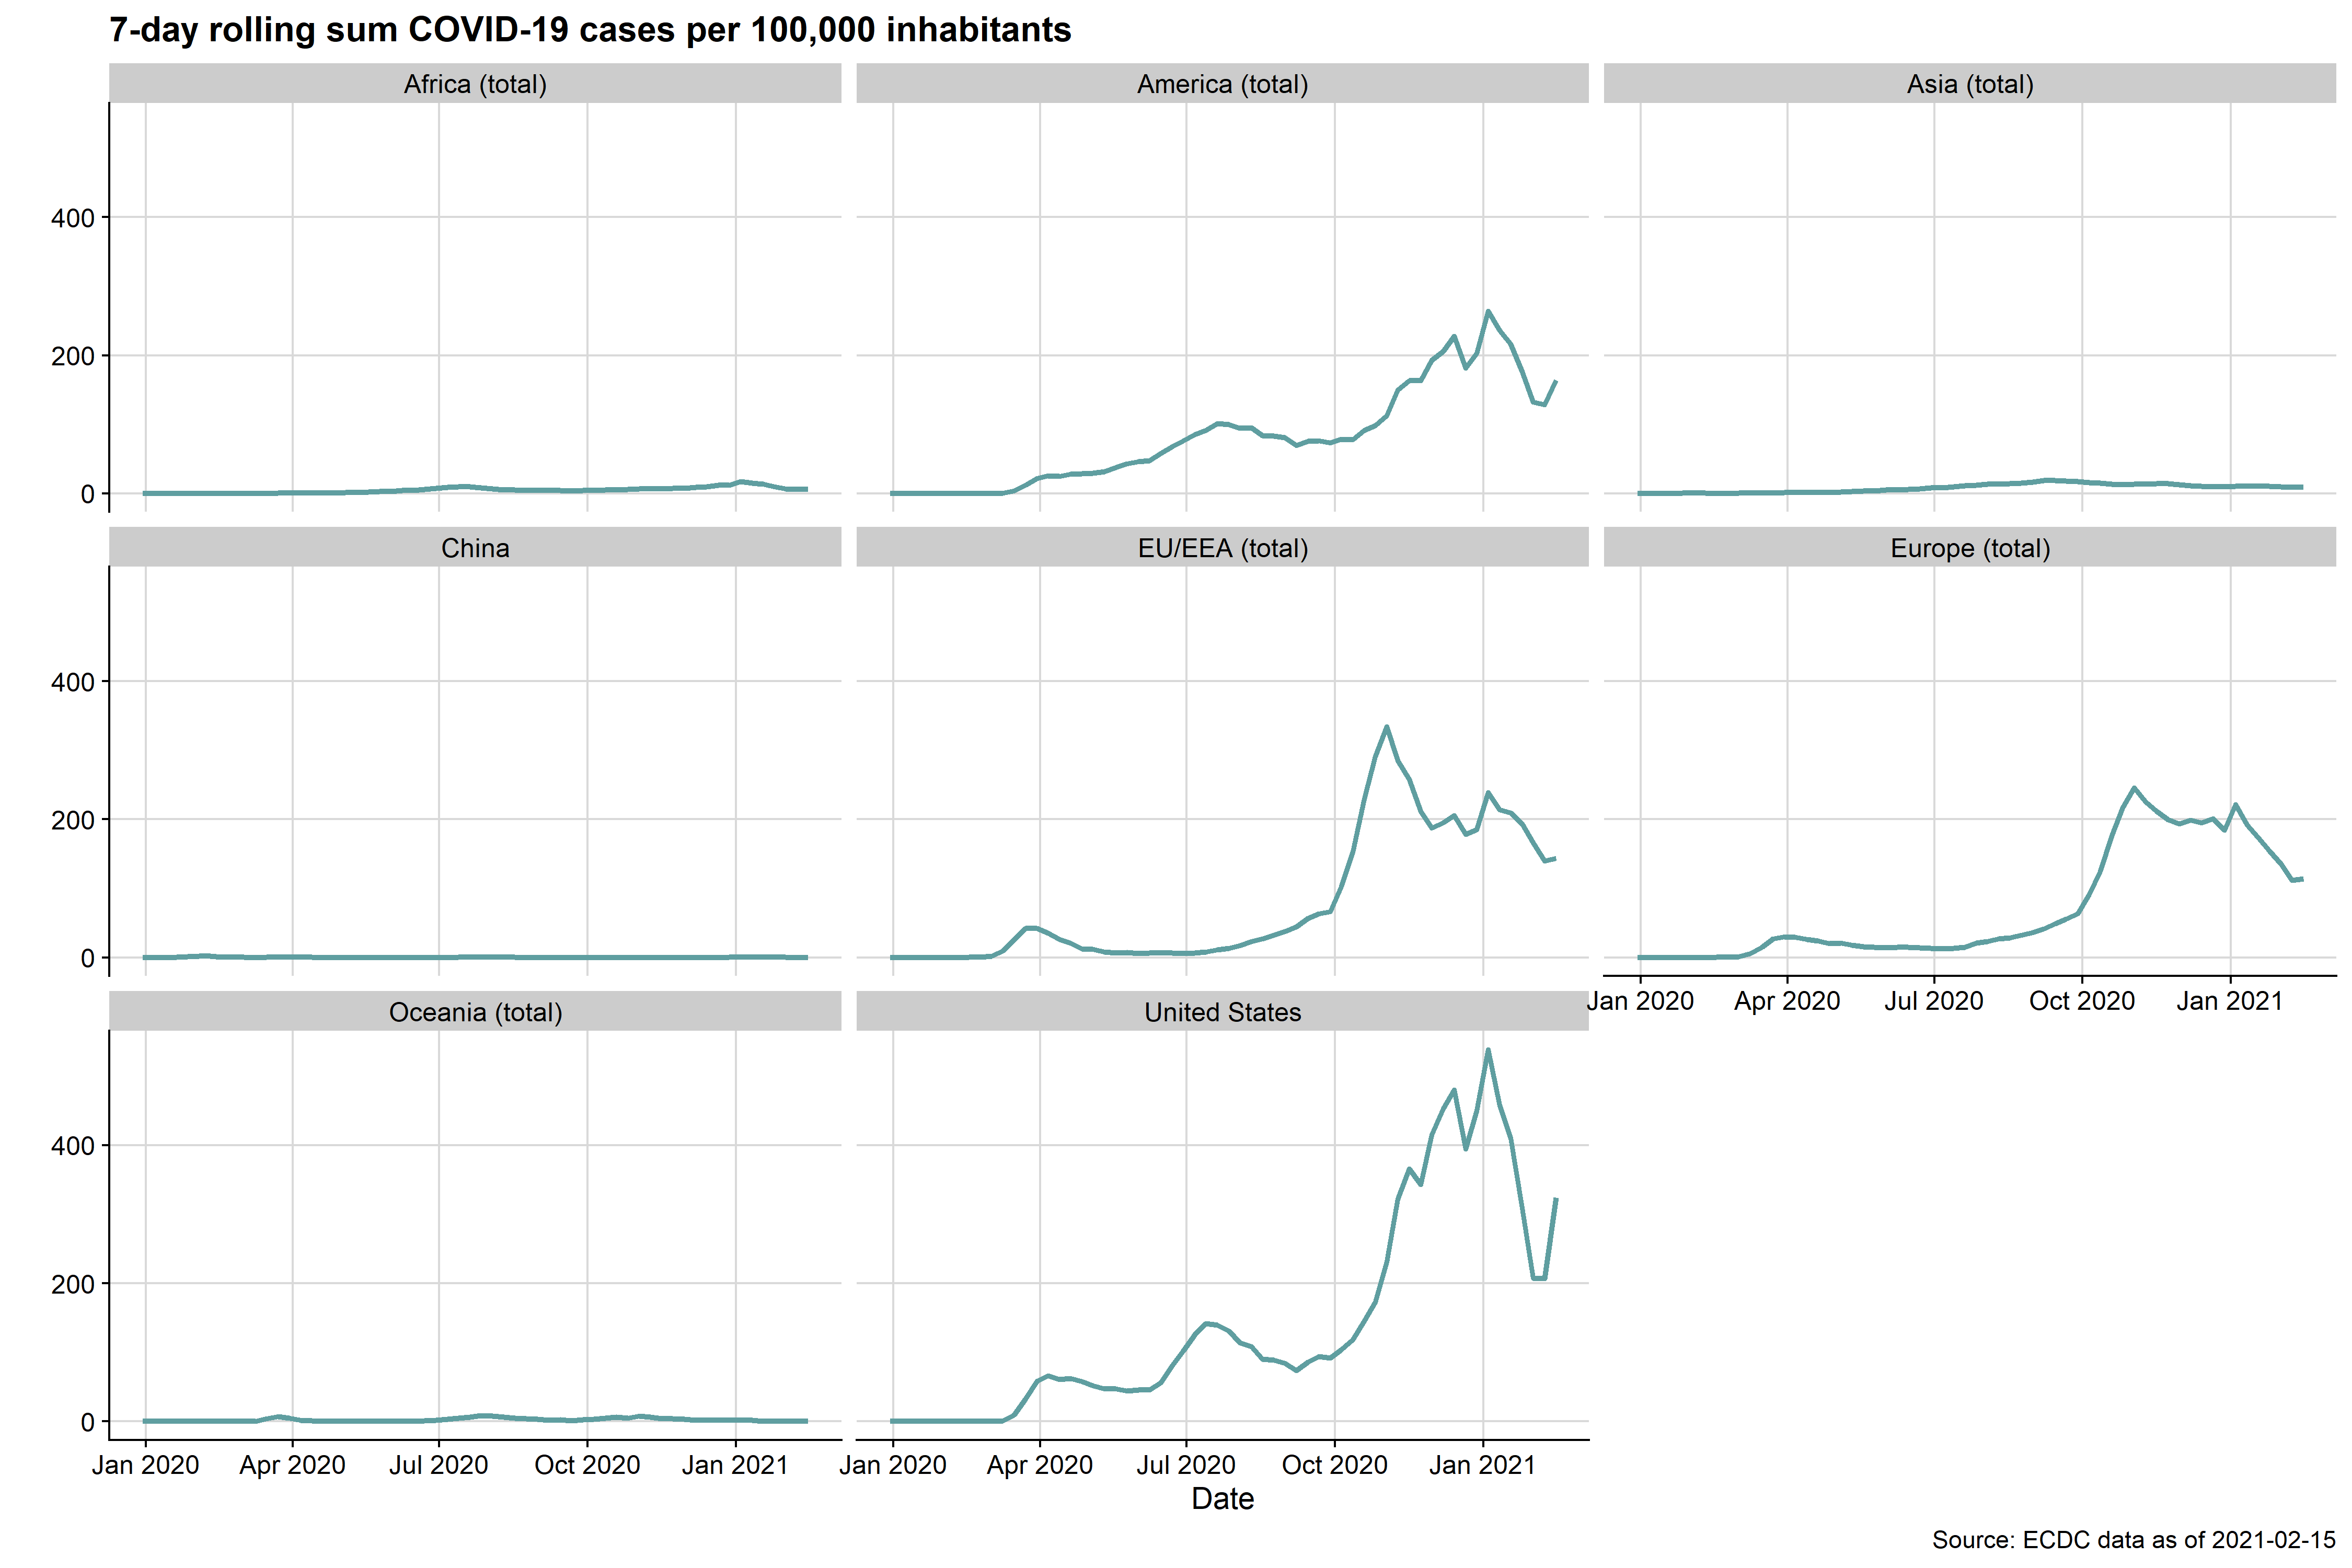 7-day rolling sum COVID-19 cases per 100,000 inhabitants
Africa (total) America (total) Asia (total)
400
200
0
China EU/EEA (total) Europe (total)
400
200
0
Jan 2020 Apr 2020 Jul 2020 Oct 2020 Jan 2021
Oceania (total) United States
400
200
0
Jan 2020 Apr 2020 Jul 2020 Oct 2020 Jan 2021 Jan 2020 Apr 2020 Jul 2020 Oct 2020 Jan 2021
Date
Source: ECDC data as of 2021-02-15